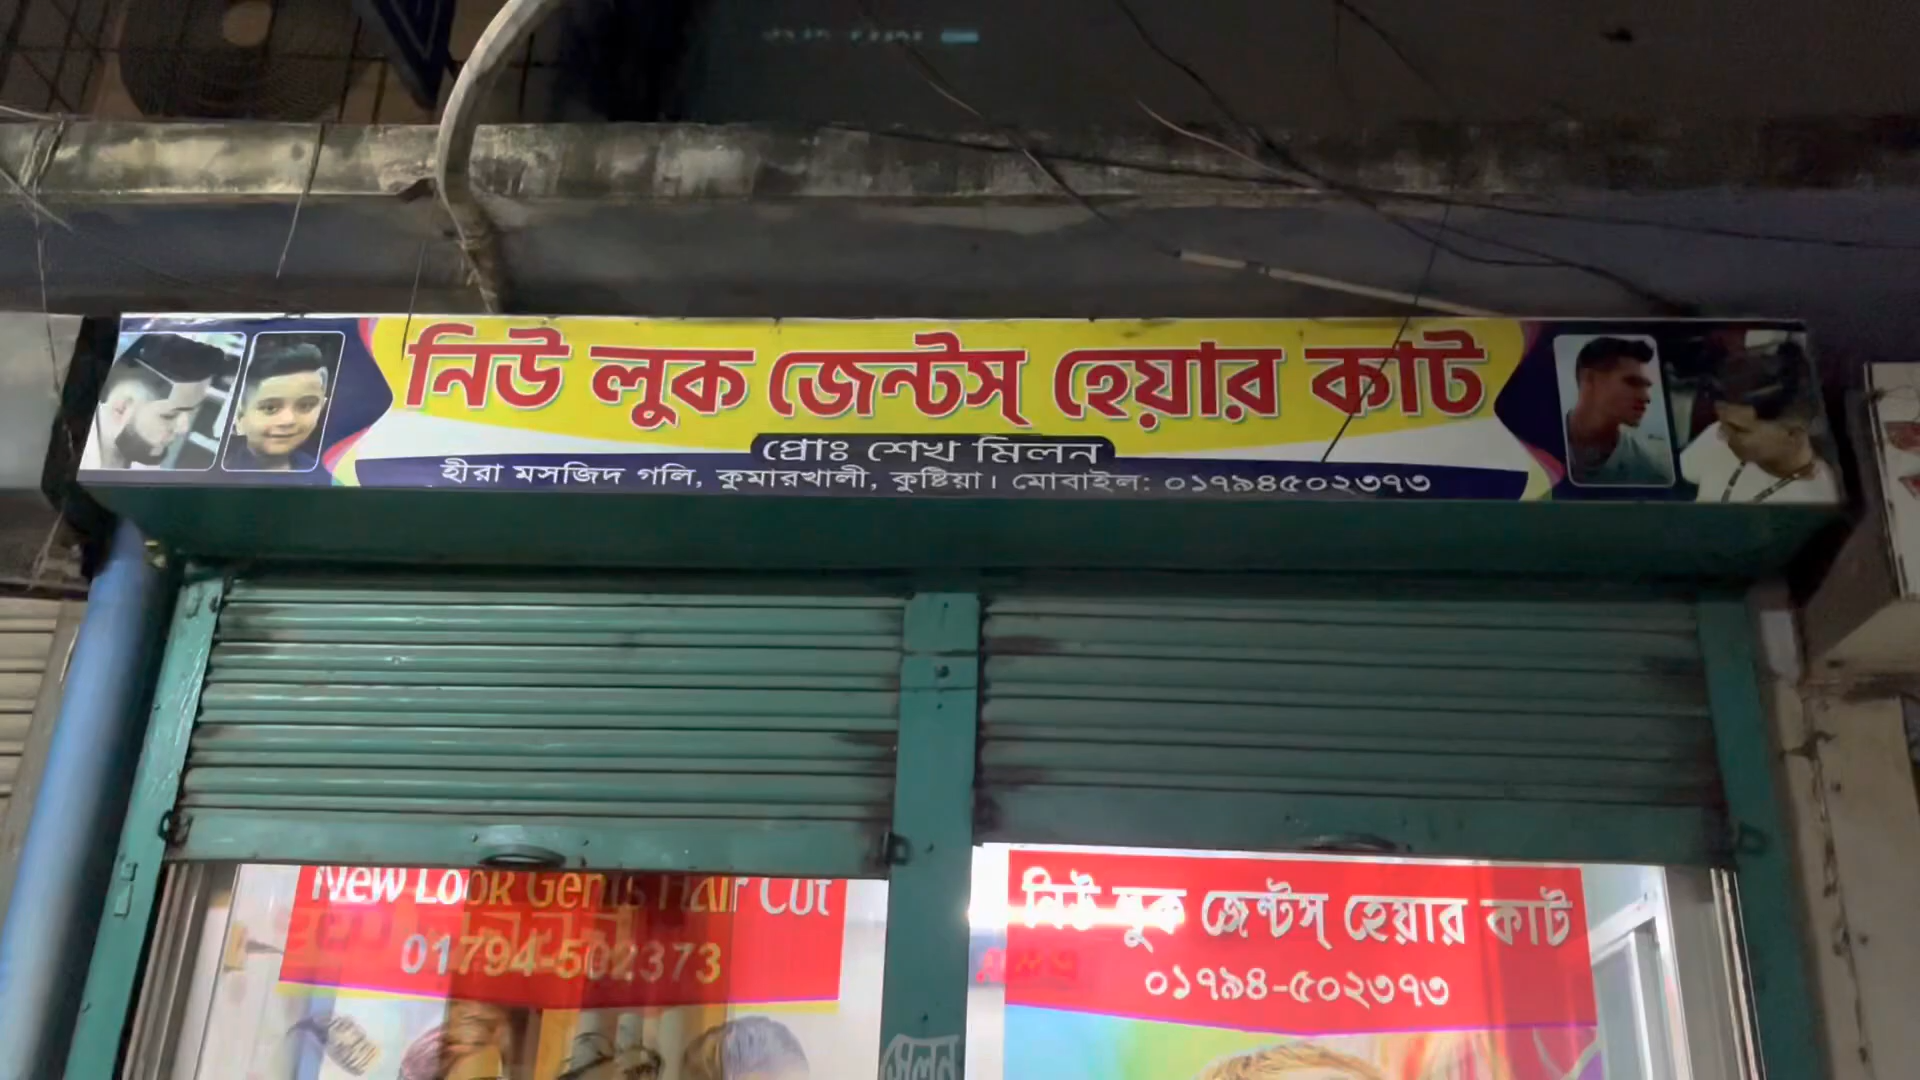 নিউ লুক জেন্টস্ হেয়ার কাট
প্রোঃ শেখ মিলন
হীরা মসজিদ গলি, কুমারখালী, কুষ্টিয়া। মোবাইল: ০১৭৯৪৫০২৩৭৩
New Look Gents Hair Cut
01794-502373
নিউ লুক জেন্টস্ হেয়ার কাট
০১৭৯৪-৫০২৩৭৩
সেলুন